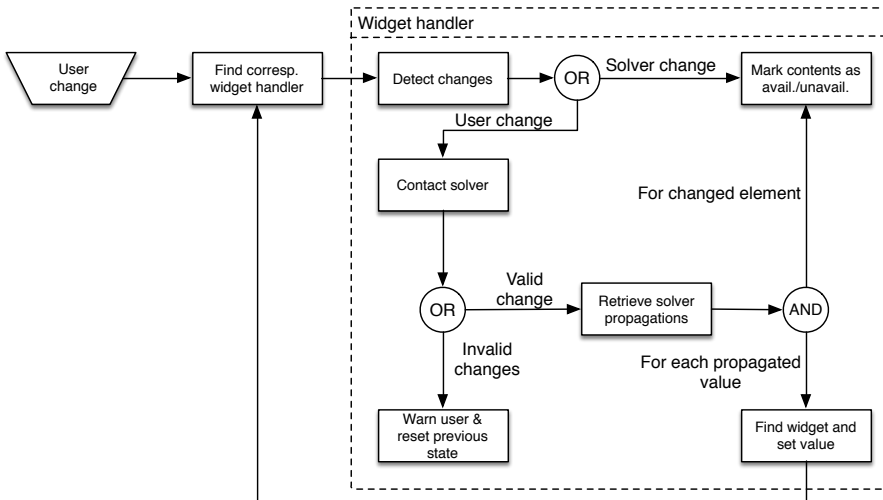 Widget handler
User
change
Find corresp.
widget handler
Detect changes
OR
Solver change
Mark contents as
avail./unavail.
User change
Contact solver
For changed element
OR
Valid
change
Retrieve solver
propagations
AND
Invalid
changes
For each propagated
value
Warn user &
reset previous
state
Find widget and
set value